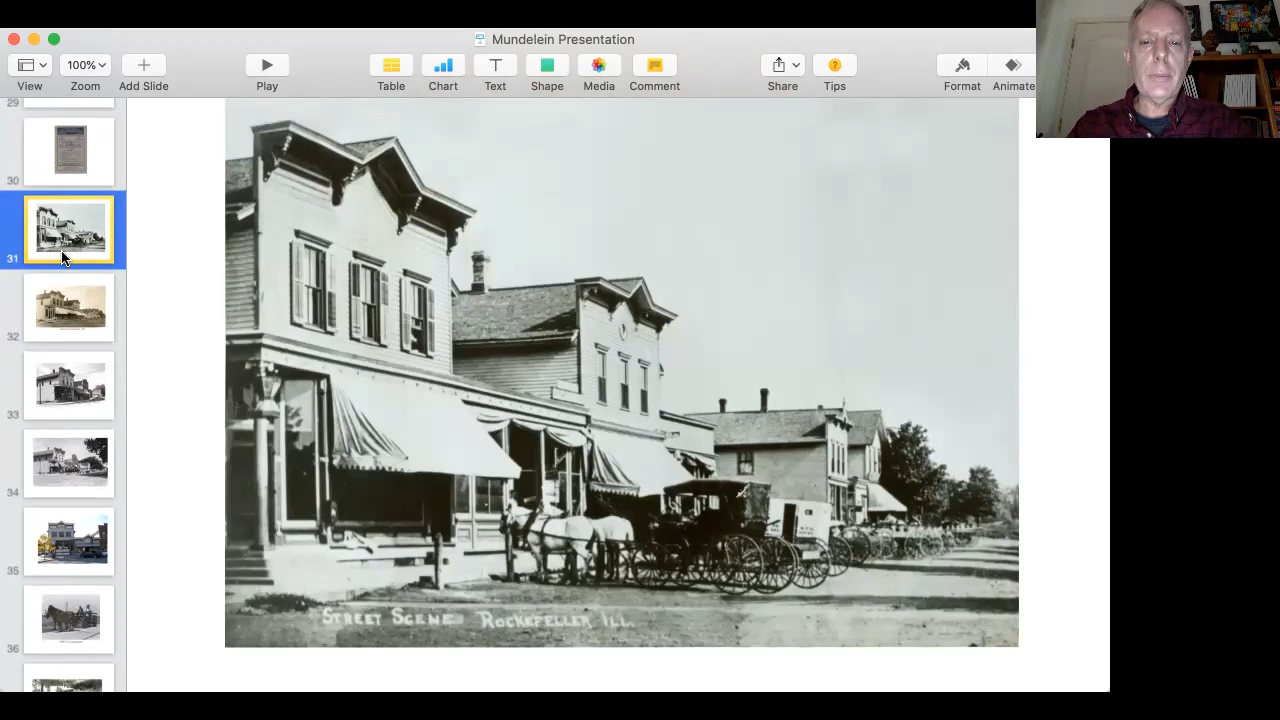 Mundelein Presentation
100%
View
Zoom
Add Slide
Play
Table
Chart
Text
Shape
Media
Comment
Share
Tips
Format
Animate
29
30
31
32
33
34
35
36
STREET SCENE ROCKEFELLER ILL.